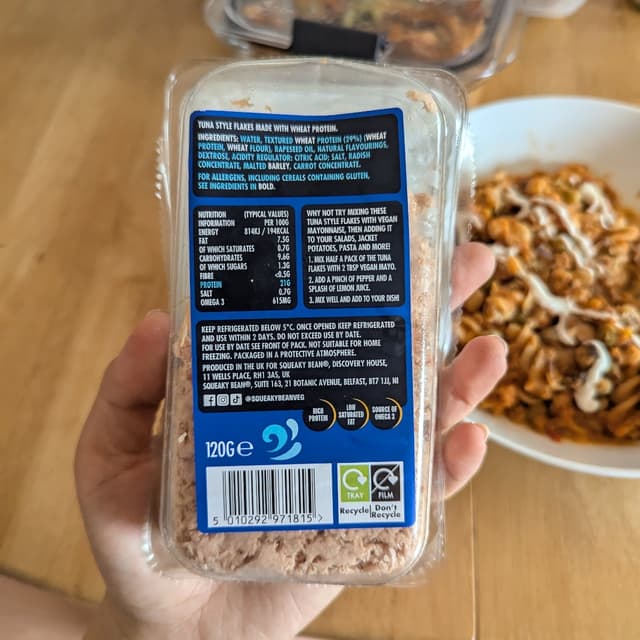 TUNA STYLE FLAKES MADE WITH WHEAT PROTEIN.
INGREDIENTS: WATER, TEXTURED WHEAT PROTEIN (29%) (WHEAT
PROTEIN, WHEAT FLOUR), RAPESEED OIL, NATURAL FLAVOURINGS,
DEXTROSE, ACIDITY REGULATOR: CITRIC ACID; SALT, RADISH
CONCENTRATE, MALTED BARLEY, CARROT CONCENTRATE.
FOR ALLERGENS, INCLUDING CEREALS CONTAINING GLUTEN,
SEE INGREDIENTS IN BOLD.
NUTRITION (TYPICAL VALUES)
INFORMATION PER 100G
ENERGY 814KJ / 194KCAL
FAT 7.5G
OF WHICH SATURATES 0.7G
CARBOHYDRATES 9.6G
OF WHICH SUGARS 1.3G
FIBRE <0.5G
PROTEIN 21G
SALT 0.7G
OMEGA 3 615MG
WHY NOT TRY MIXING THESE
TUNA STYLE FLAKES WITH VEGAN
MAYONNAISE, THEN ADDING IT
TO YOUR SALADS, JACKET
POTATOES, PASTA AND MORE!
1. MIX HALF A PACK OF THE TUNA
FLAKES WITH 2 TBSP VEGAN MAYO.
2. ADD A PINCH OF PEPPER AND A
SPLASH OF LEMON JUICE.
3. MIX WELL AND ADD TO YOUR DISH!
KEEP REFRIGERATED BELOW 5°C. ONCE OPENED KEEP REFRIGERATED
AND USE WITHIN 2 DAYS. DO NOT EXCEED USE BY DATE.
FOR USE BY DATE SEE FRONT OF PACK. NOT SUITABLE FOR HOME
FREEZING. PACKAGED IN A PROTECTIVE ATMOSPHERE.
PRODUCED IN THE UK FOR SQUEAKY BEAN®, DISCOVERY HOUSE,
11 WELLS PLACE, RH1 3AS, UK
SQUEAKY BEAN®, SUITE 163, 21 BOTANIC AVENUE, BELFAST, BT7 1JJ, NI
@SQUEAKYBEANVEG
HIGH
PROTEIN
LOW
SATURATED
FAT
SOURCE OF
OMEGA 3
120G℮
5 010292 971815 >
TRAY
FILM
Recycle
Don't
Recycle